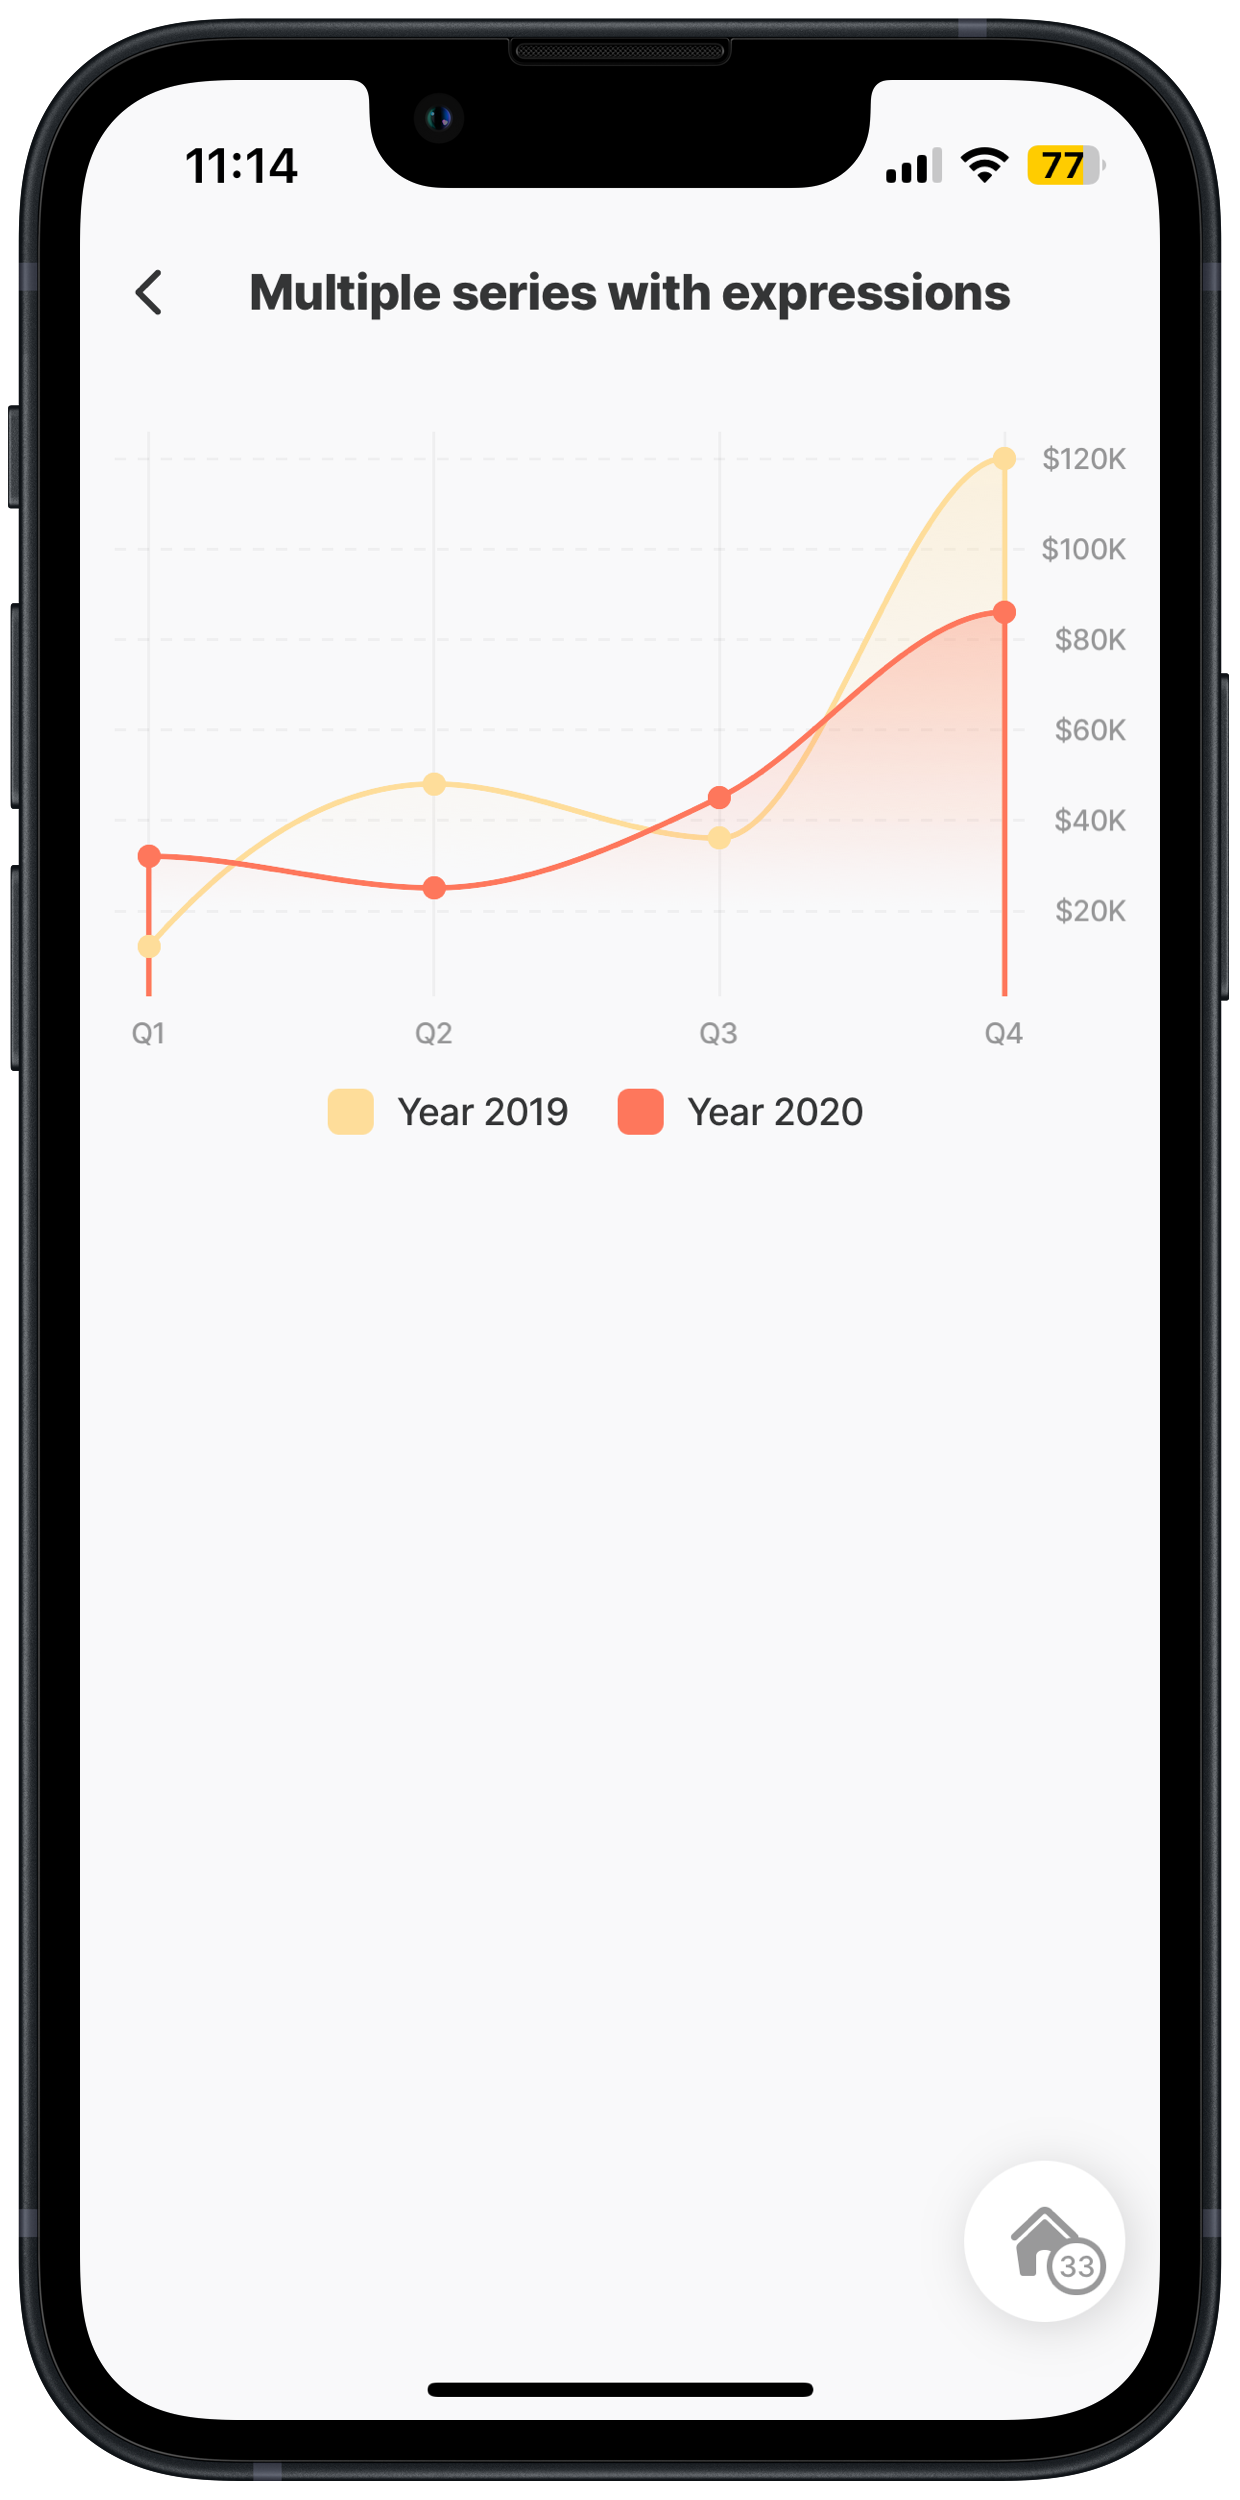 11:14
77
Multiple series with expressions
$120K
$100K
$80K
$60K
$40K
$20K
Q1 Q2 Q3 Q4
Year 2019 Year 2020
33